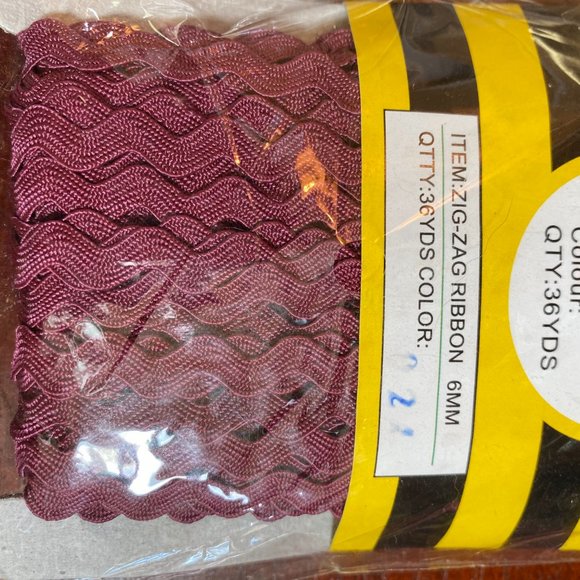 ITEM:ZIG-ZAG RIBBON 6MM
QTTY:36YDS COLOR:
Colour:
QTY:36YDS